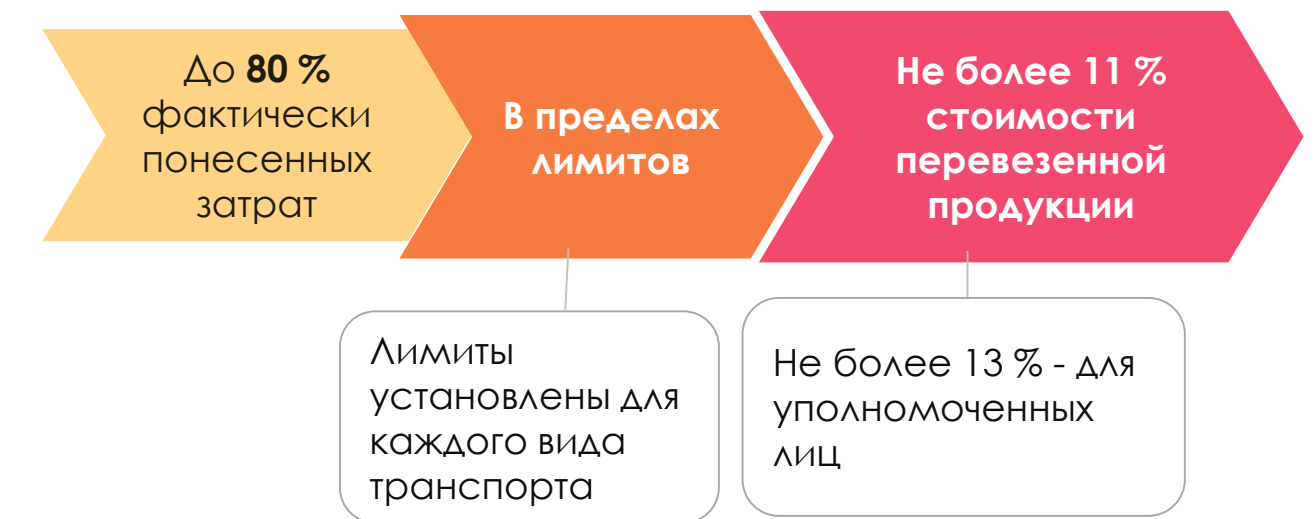 До 80 %
фактически
понесенных
затрат
В пределах
лимитов
Не более 11 %
стоимости
перевезенной
продукции
Лимиты
установлены для
каждого вида
транспорта
Не более 13 % - для
уполномоченных
лиц